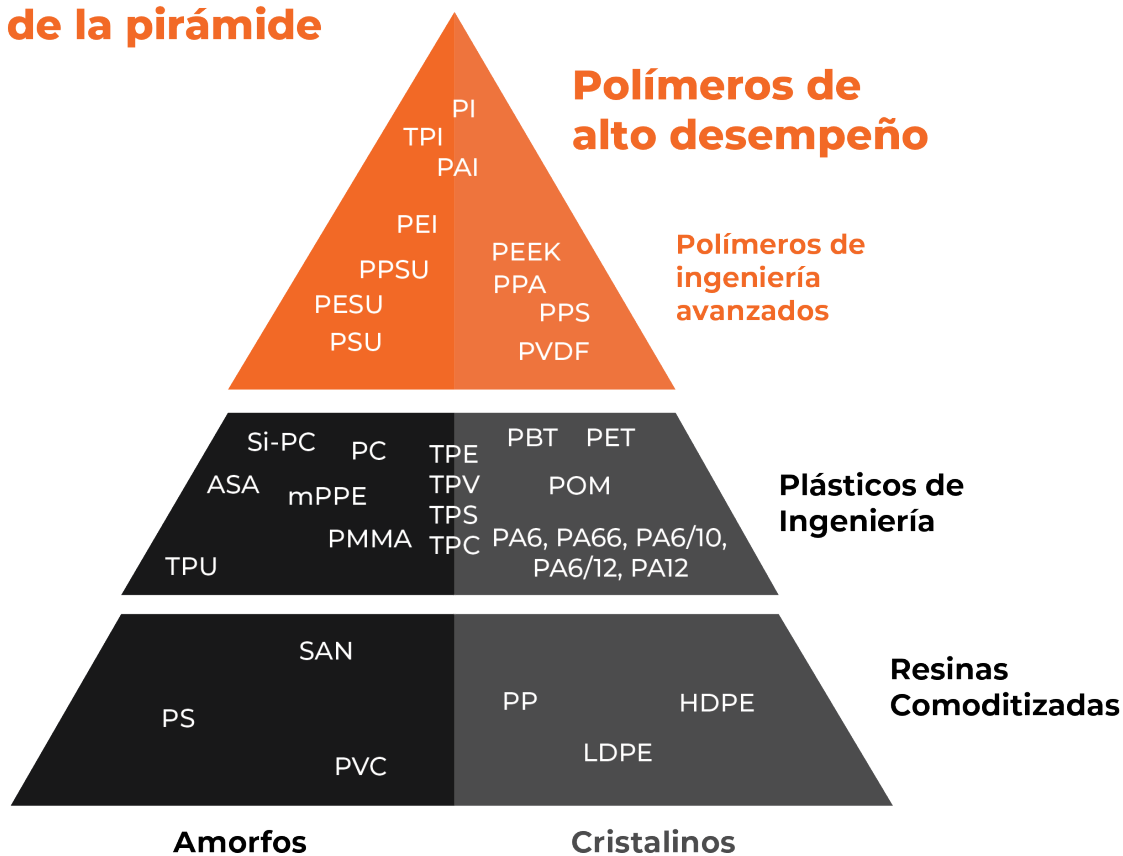 de la pirámide
Polímeros de
alto desempeño
PI
TPI
PAI
PEI
PPSU
PESU
PSU
PEEK
PPA
PPS
PVDF
Polímeros de
ingeniería
avanzados
Si-PC
PC
ASA
mPPE
PMMA
TPU
TPE
TPV
TPS
TPC
PBT PET
POM
PA6, PA66, PA6/10,
PA6/12, PA12
Plásticos de
Ingeniería
SAN
PS
PVC
PP
HDPE
LDPE
Resinas
Comoditizadas
Amorfos
Cristalinos